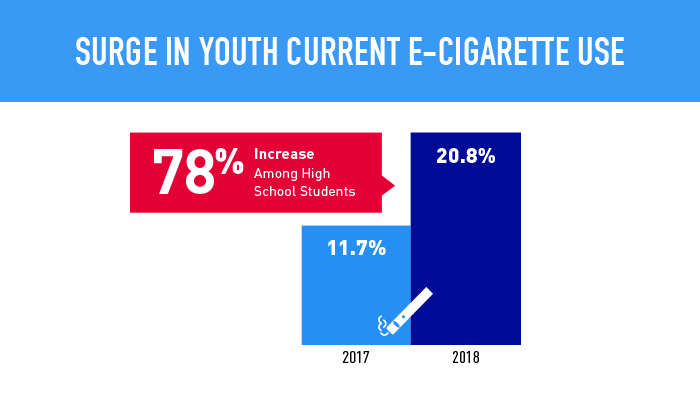 SURGE IN YOUTH CURRENT E-CIGARETTE USE
78% Increase
Among High
School Students
20.8%
11.7%
2017
2018